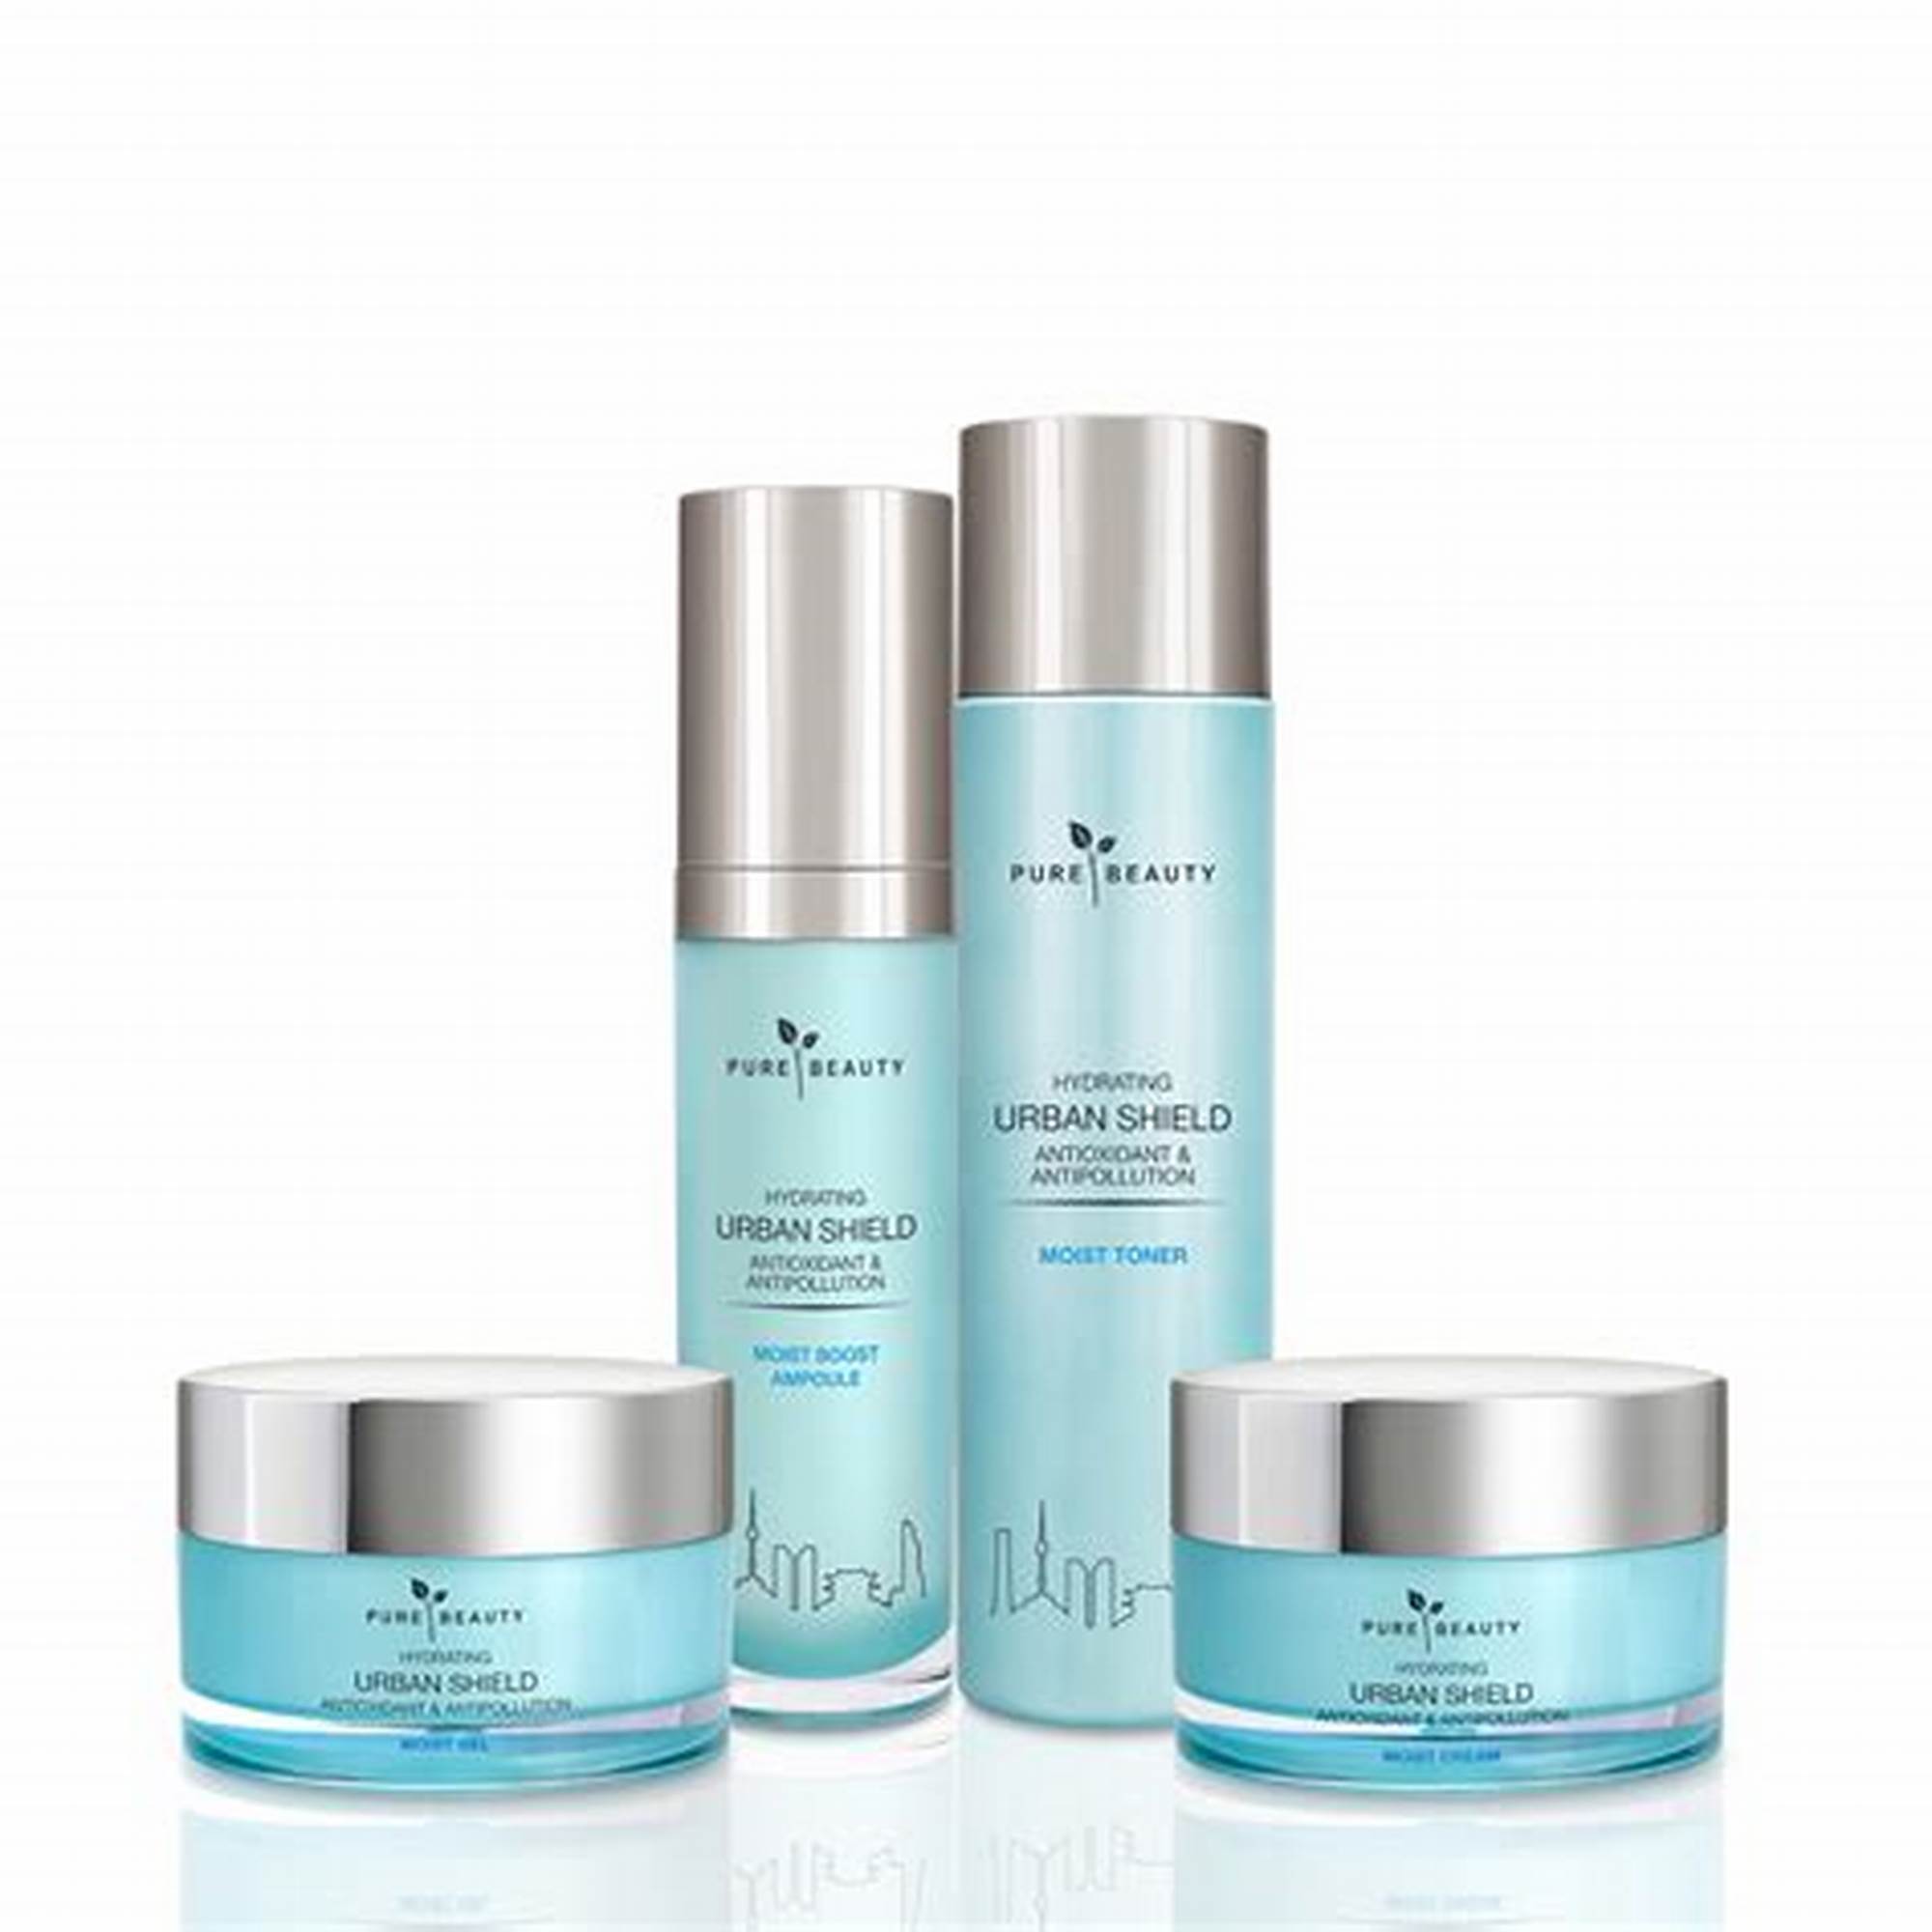 PURE BEAUTY
HYDRATING
URBAN SHIELD
ANTIOXIDANT &
ANTIPOLLUTION
MOIST TONER
PURE BEAUTY
HYDRATING
URBAN SHIELD
ANTIOXIDANT &
ANTIPOLLUTION
MOIST BOOST
AMPOULE
PURE BEAUTY
HYDRATING
URBAN SHIELD
ANTIOXIDANT & ANTIPOLLUTION
MOIST GEL
PURE BEAUTY
HYDRATING
URBAN SHIELD
ANTIOXIDANT & ANTIPOLLUTION
MOIST CREAM